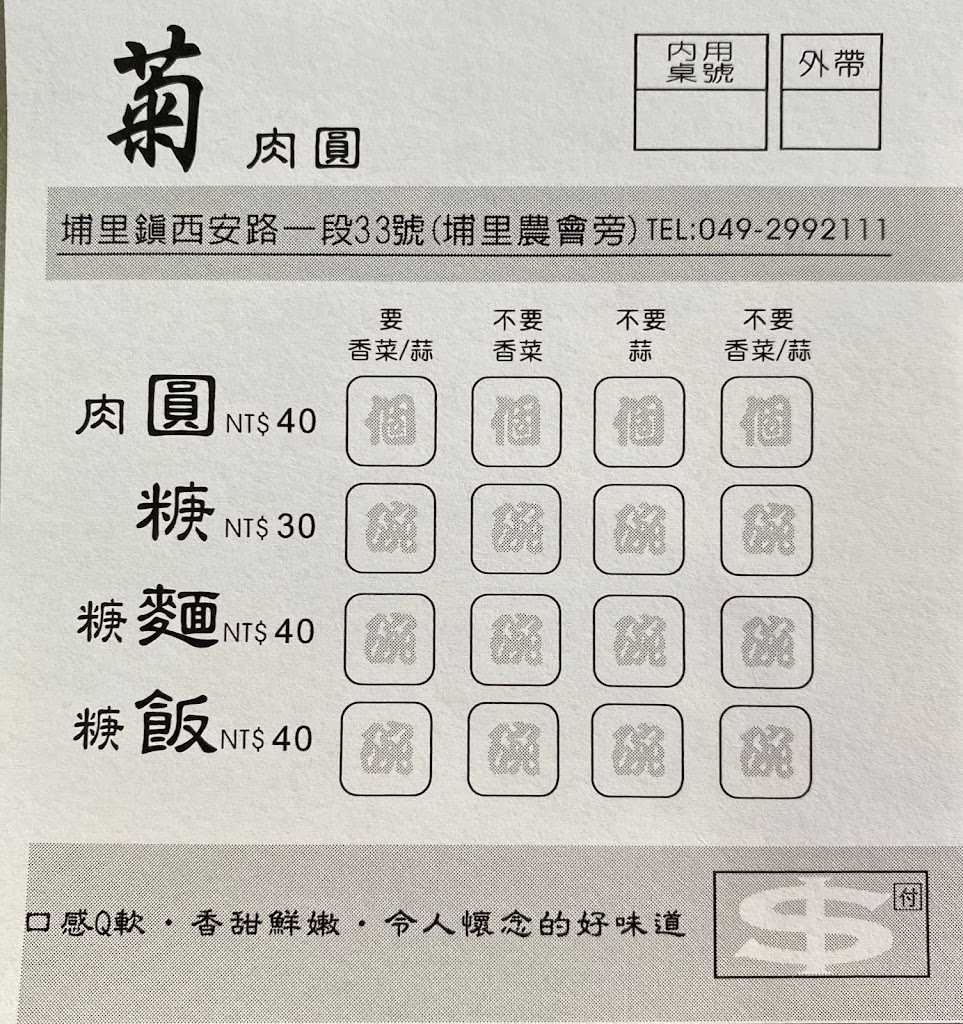 菊 肉圓
內用
桌號
外帶
埔里鎮西安路一段33號(埔里農會旁)TEL:049-2992111
要
香菜/蒜
不要
香菜
不要
蒜
不要
香菜/蒜
肉圓 NT$ 40 個 個 個 個
NT$ 30 碗 碗 碗 碗
麵 NT$ 40 碗 碗 碗 碗
飯 NT$ 40 碗 碗 碗 碗
口感Q軟·香甜鮮嫩·令人懷念的好味道
$ 付